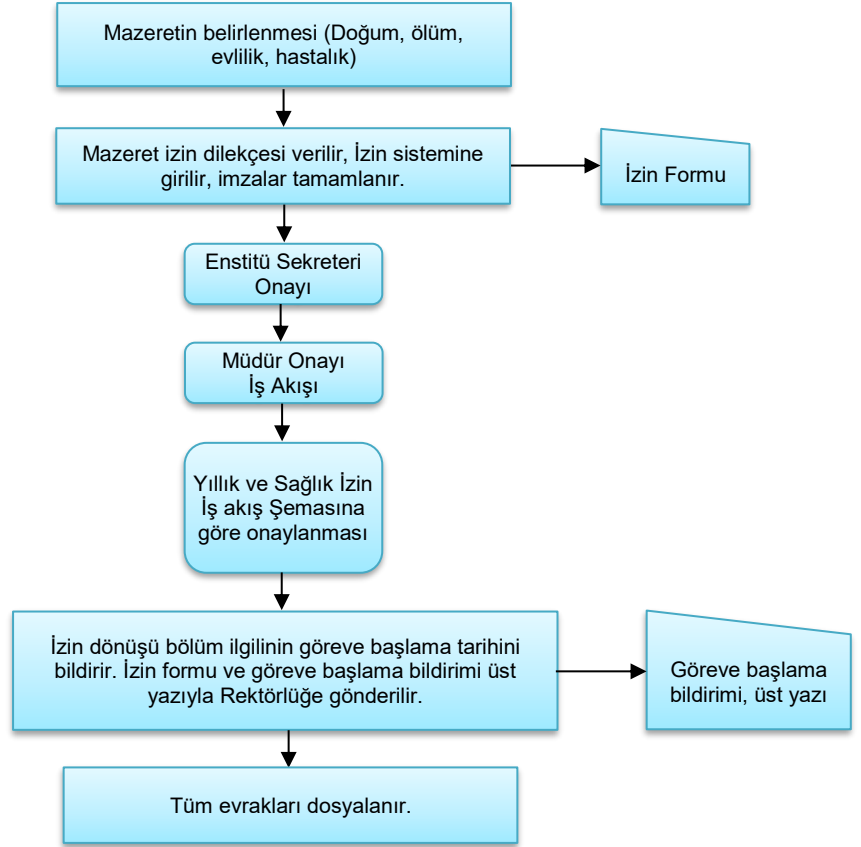 Mazeretin belirlenmesi (Doğum, ölüm,
evlilik, hastalık)
Mazeret izin dilekçesi verilir, İzin sistemine
girilir, imzalar tamamlanır.
İzin Formu
Enstitü Sekreteri
Onayı
Müdür Onayı
İş Akışı
Yıllık ve Sağlık İzin
İş akış Şemasına
göre onaylanması
İzin dönüşü bölüm ilgilinin göreve başlama tarihini
bildirir. İzin formu ve göreve başlama bildirimi üst
yazıyla Rektörlüğe gönderilir.
Göreve başlama
bildirimi, üst yazı
Tüm evrakları dosyalanır.